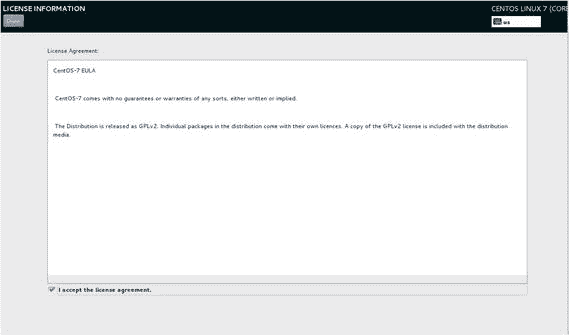 LICENSE INFORMATION
CENTOS LINUX 7 (CORE
Done
us
License Agreement:
CentOS-7 EULA
CentOS-7 comes with no guarantees or warranties of any sorts, either written or implied.
The Distribution is released as GPLv2. Individual packages in the distribution come with their own licences. A copy of the GPLv2 license is included with the distribution
media.
I accept the license agreement.